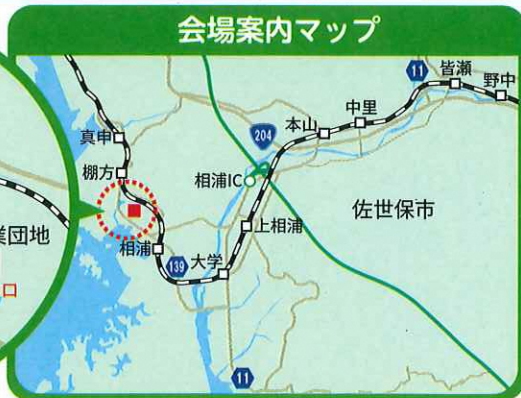 会場案内マップ
11
皆瀬
野中
中里
本山
204
真申
棚方
相浦IC
佐世保市
業団地
上相浦
相浦
大学
139
口
11